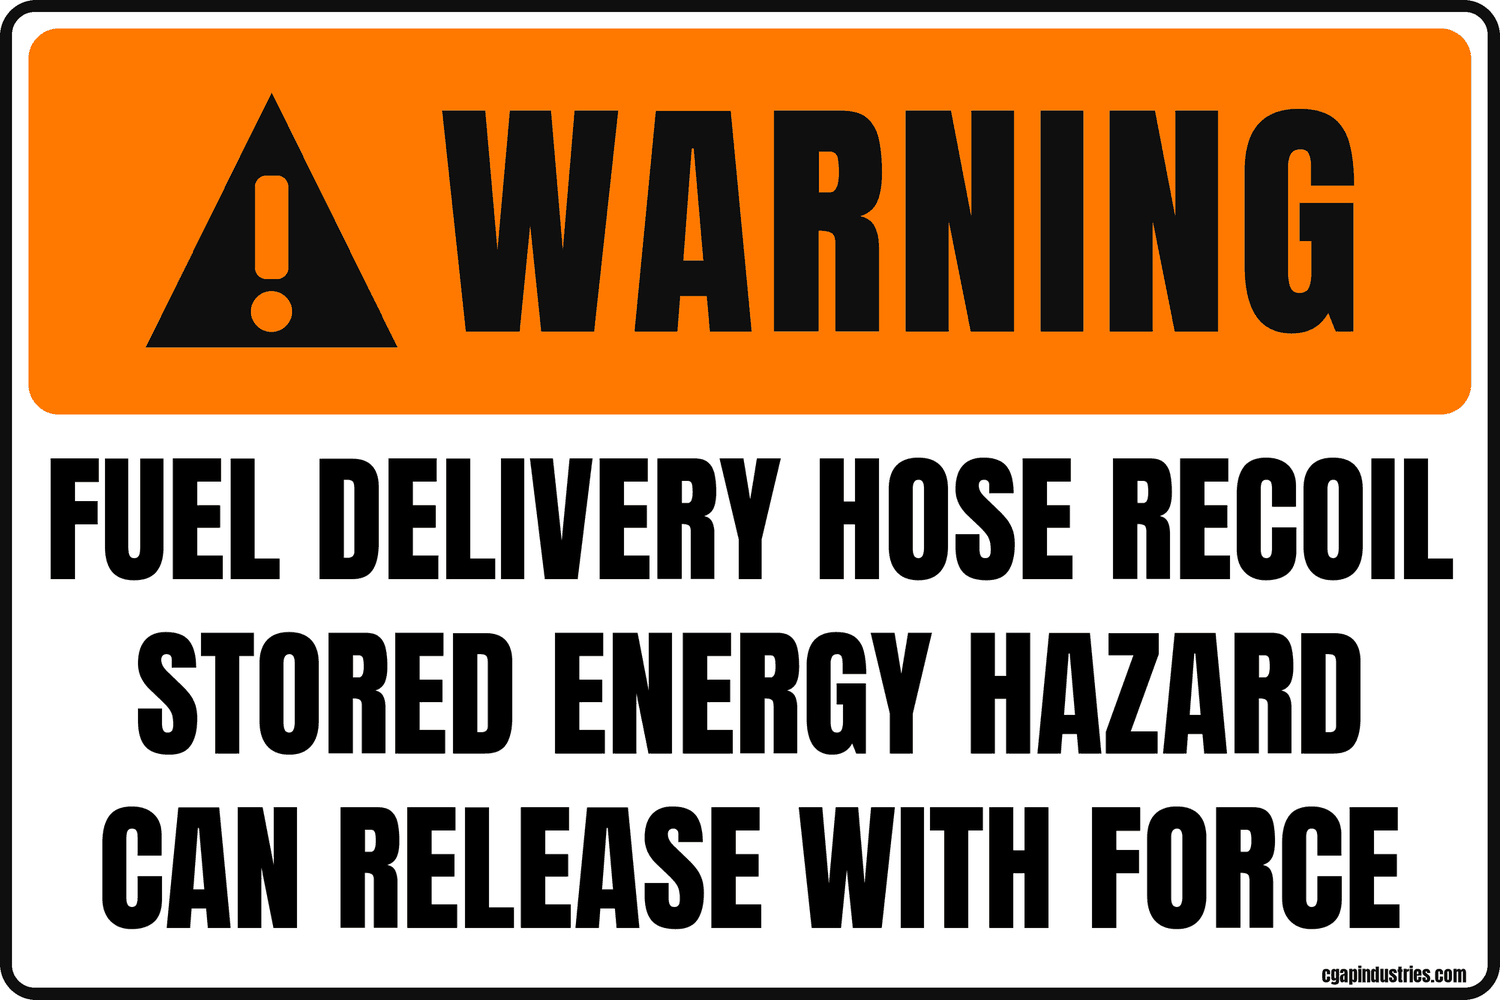 WARNING
FUEL DELIVERY HOSE RECOIL
STORED ENERGY HAZARD
CAN RELEASE WITH FORCE
cgapindustries.com